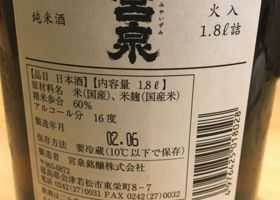 純米酒
宮泉
みやいずみ
火入
1.8ℓ詰
【品目 日本酒】【内容量 1.8ℓ】
原材料名 米(国産)、米麹(国産米)
精米歩合 60%
アルコール分 16度
製造年月
02.06
保存方法 要冷蔵(10℃以下で保存)
宮泉銘醸株式会社
〒965-0872
福島県会津若松市東栄町8-7
電話 0242(27)0031 FAX 0242(27)0032
4976425018028